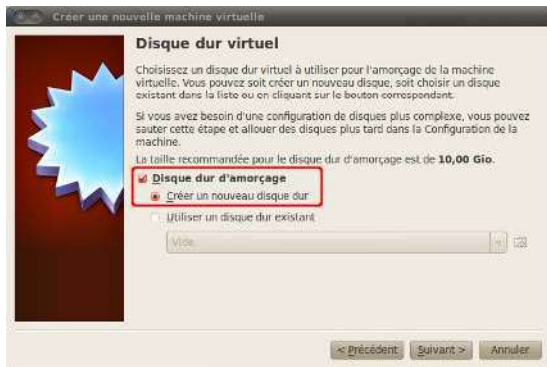 Créer une nouvelle machine virtuelle
Disque dur virtuel
Choisissez un disque dur virtuel à utiliser pour l'amorçage de la machine
virtuelle. Vous pouvez soit créer un nouveau disque, soit choisir un disque
existant dans la liste ou en cliquant sur le bouton correspondant.
Si vous avez besoin d'une configuration de disques plus complexe, vous pouvez
sauter cette étape et allouer des disques plus tard dans la Configuration de la
machine.
La taille recommandée pour le disque dur d'amorçage est de 10,00 Gio.
Disque dur d'amorçage
Créer un nouveau disque dur
Utiliser un disque dur existant
Vide
< Précédent Suivant > Annuler